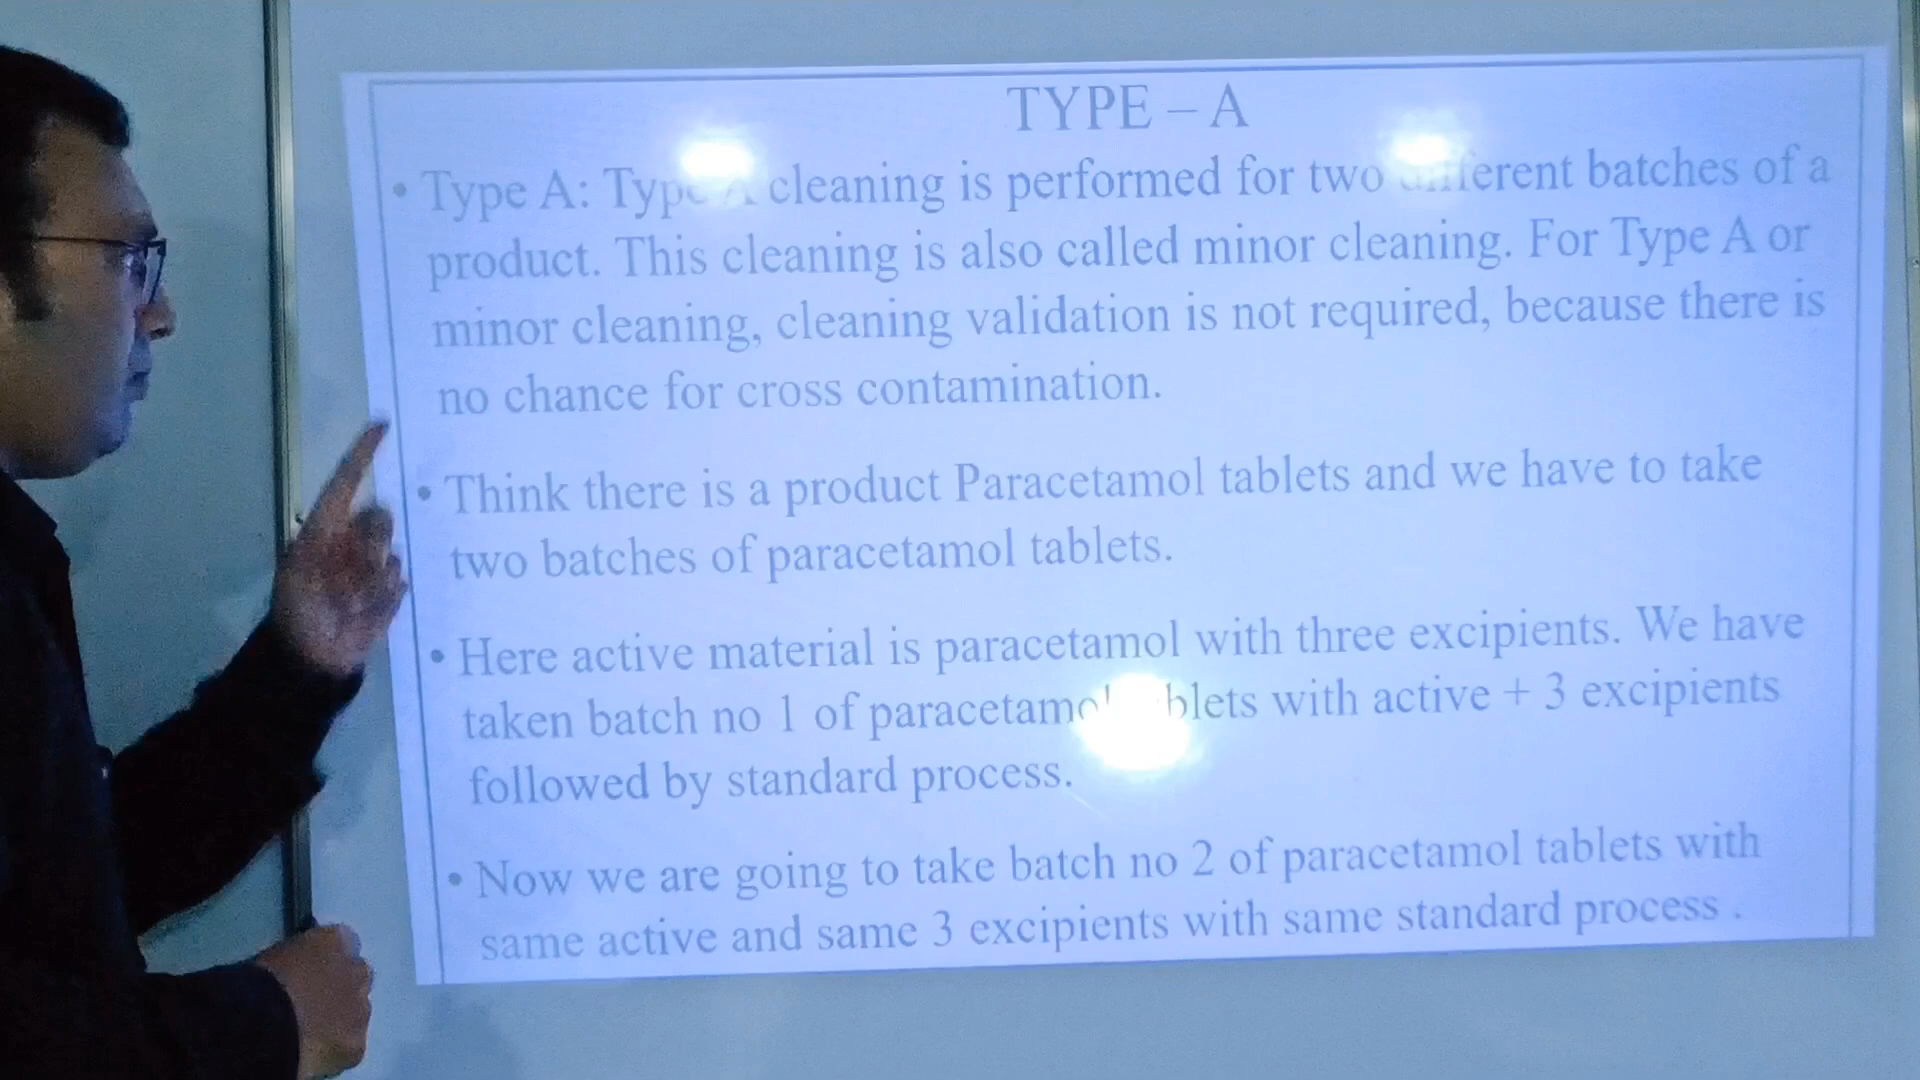 TYPE – A
• Type A: Type A cleaning is performed for two different batches of a
product. This cleaning is also called minor cleaning. For Type A or
minor cleaning, cleaning validation is not required, because there is
no chance for cross contamination.
• Think there is a product Paracetamol tablets and we have to take
two batches of paracetamol tablets.
• Here active material is paracetamol with three excipients. We have
taken batch no 1 of paracetamol tablets with active + 3 excipients
followed by standard process.
• Now we are going to take batch no 2 of paracetamol tablets with
same active and same 3 excipients with same standard process .